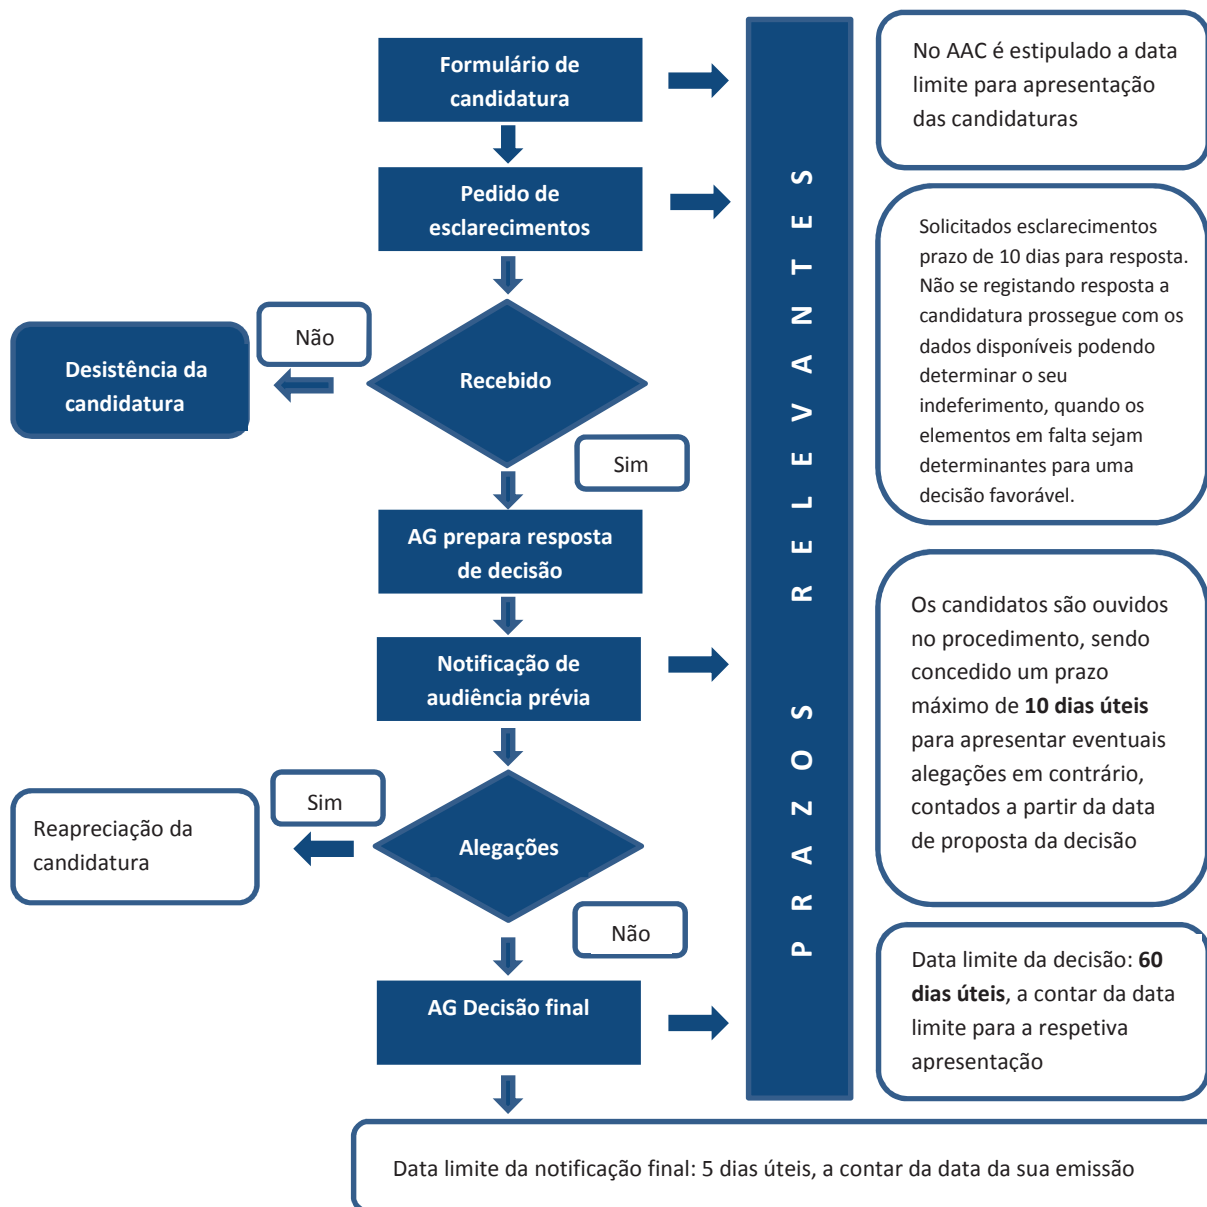 Formulário de
candidatura
No AAC é estipulado a data
limite para apresentação
das candidaturas
Pedido de
esclarecimentos
Solicitados esclarecimentos
prazo de 10 dias para resposta.
Não se registando resposta a
candidatura prossegue com os
dados disponíveis podendo
determinar o seu
indeferimento, quando os
elementos em falta sejam
determinantes para uma
decisão favorável.
Recebido
Não
Desistência da
candidatura
Sim
AG prepara resposta
de decisão
Notificação de
audiência prévia
Os candidatos são ouvidos
no procedimento, sendo
concedido um prazo
máximo de 10 dias úteis
para apresentar eventuais
alegações em contrário,
contados a partir da data
de proposta da decisão
Alegações
Sim
Reapreciação da
candidatura
Não
AG Decisão final
Data limite da decisão: 60
dias úteis, a contar da data
limite para a respetiva
apresentação
PRAZOS RELEVANTES
Data limite da notificação final: 5 dias úteis, a contar da data da sua emissão